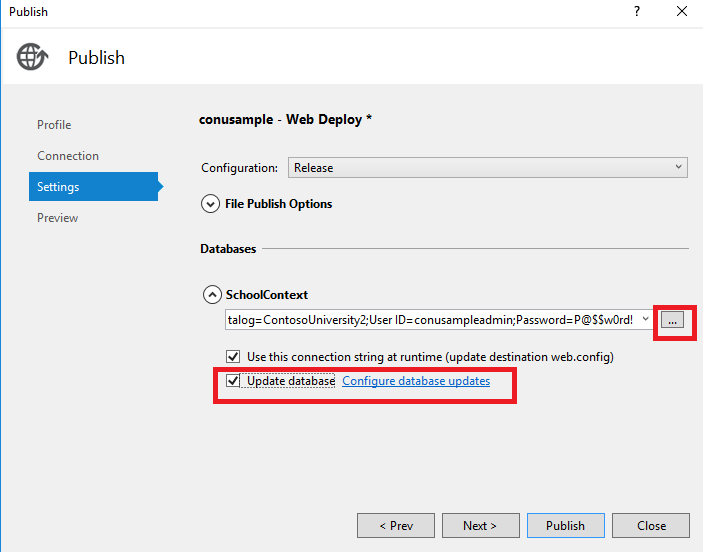 Publish
? 
Publish
Profile
Connection
Settings
Preview
conusample - Web Deploy *
Configuration: Release
File Publish Options
Databases
SchoolContext
talog=ContosoUniversity2;User ID=conusampleadmin;Password=P@$$w0rd! ...
Use this connection string at runtime (update destination web.config)
Update database Configure database updates
< Prev Next > Publish Close